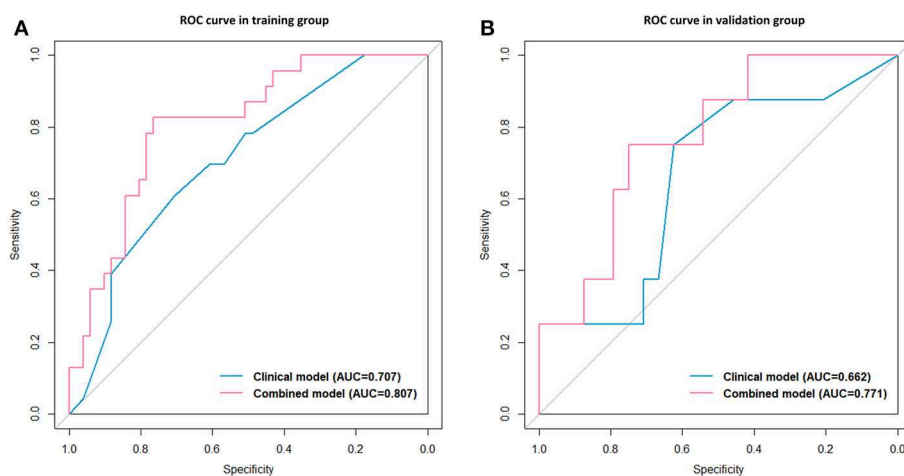 A
ROC curve in training group
1.0
0.8
0.6
0.4
0.2
0.0
Sensitivity
Clinical model (AUC=0.707)
Combined model (AUC=0.807)
1.0 0.8 0.6 0.4 0.2 0.0
Specificity
B
ROC curve in validation group
1.0
0.8
0.6
0.4
0.2
0.0
Sensitivity
Clinical model (AUC=0.662)
Combined model (AUC=0.771)
1.0 0.8 0.6 0.4 0.2 0.0
Specificity